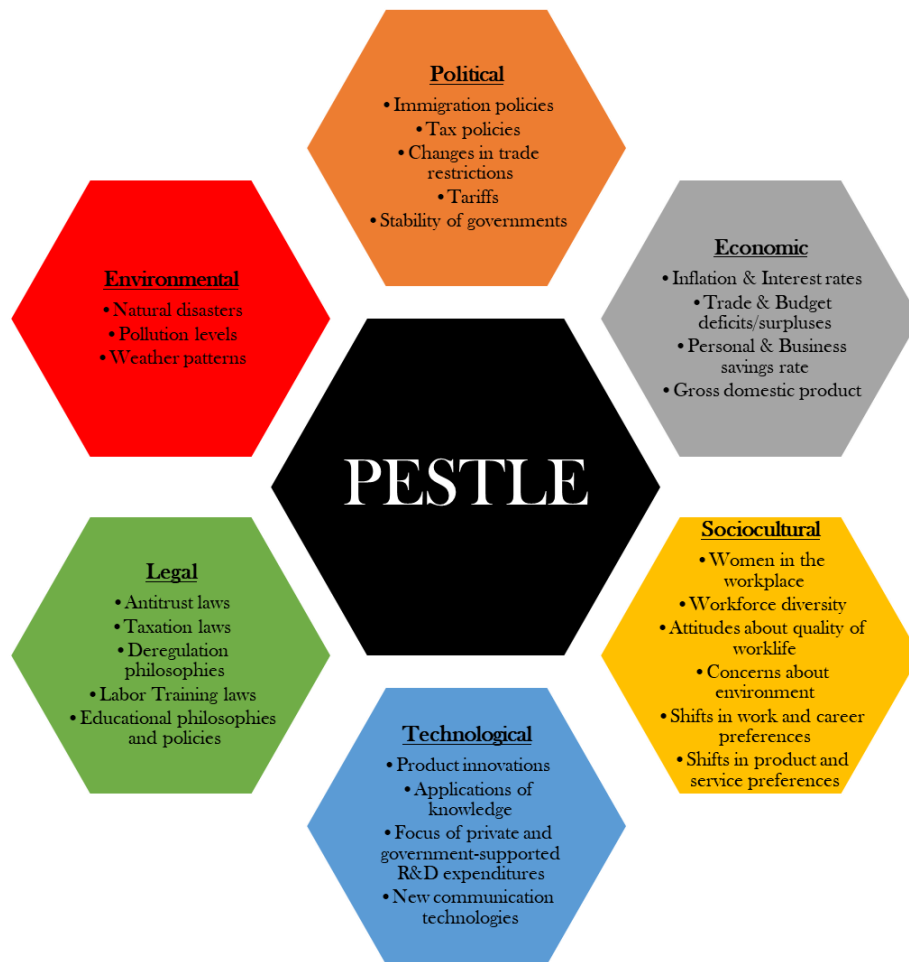 Political
• Immigration policies
• Tax policies
• Changes in trade
restrictions
• Tariffs
• Stability of governments
Economic
• Inflation & Interest rates
• Trade & Budget
deficits/surpluses
• Personal & Business
savings rate
• Gross domestic product
Sociocultural
• Women in the
workplace
• Workforce diversity
• Attitudes about quality of
worklife
• Concerns about
environment
• Shifts in work and career
preferences
• Shifts in product and
service preferences
Technological
• Product innovations
• Applications of
knowledge
• Focus of private and
government-supported
R&D expenditures
• New communication
technologies
Legal
• Antitrust laws
• Taxation laws
• Deregulation
philosophies
• Labor Training laws
• Educational philosophies
and policies
Environmental
• Natural disasters
• Pollution levels
• Weather patterns
PESTLE